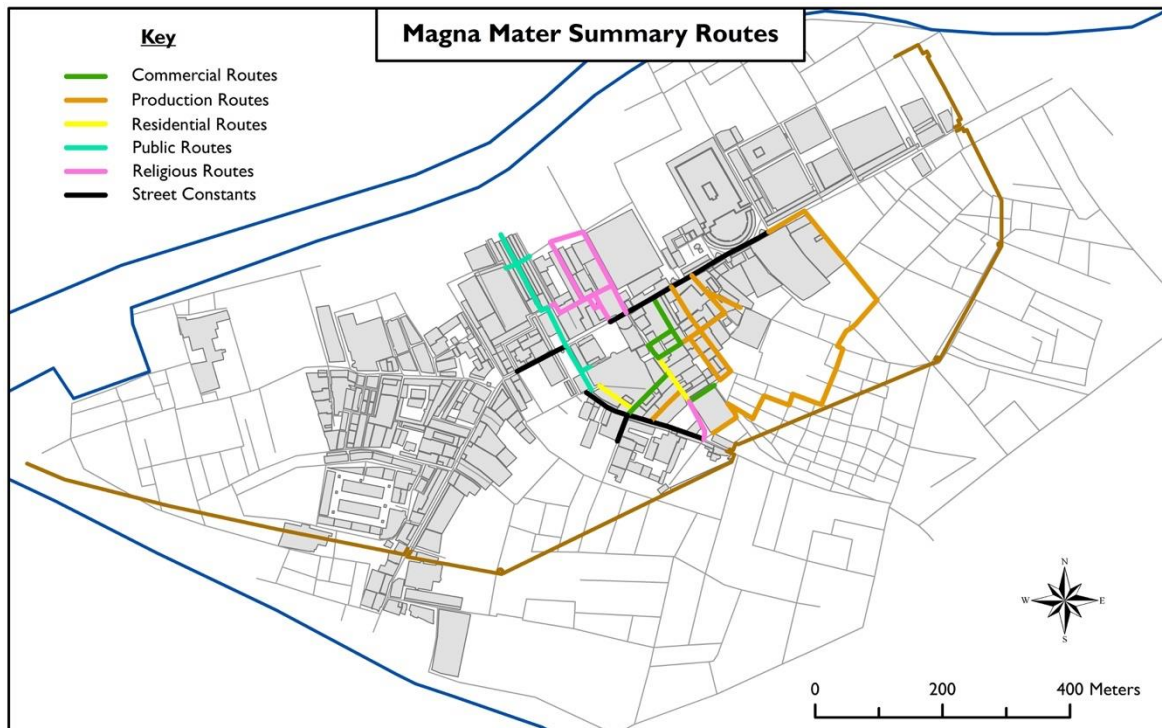 Magna Mater Summary Routes
Key
Commercial Routes
Production Routes
Residential Routes
Public Routes
Religious Routes
Street Constants
N
W E
S
0 200 400 Meters